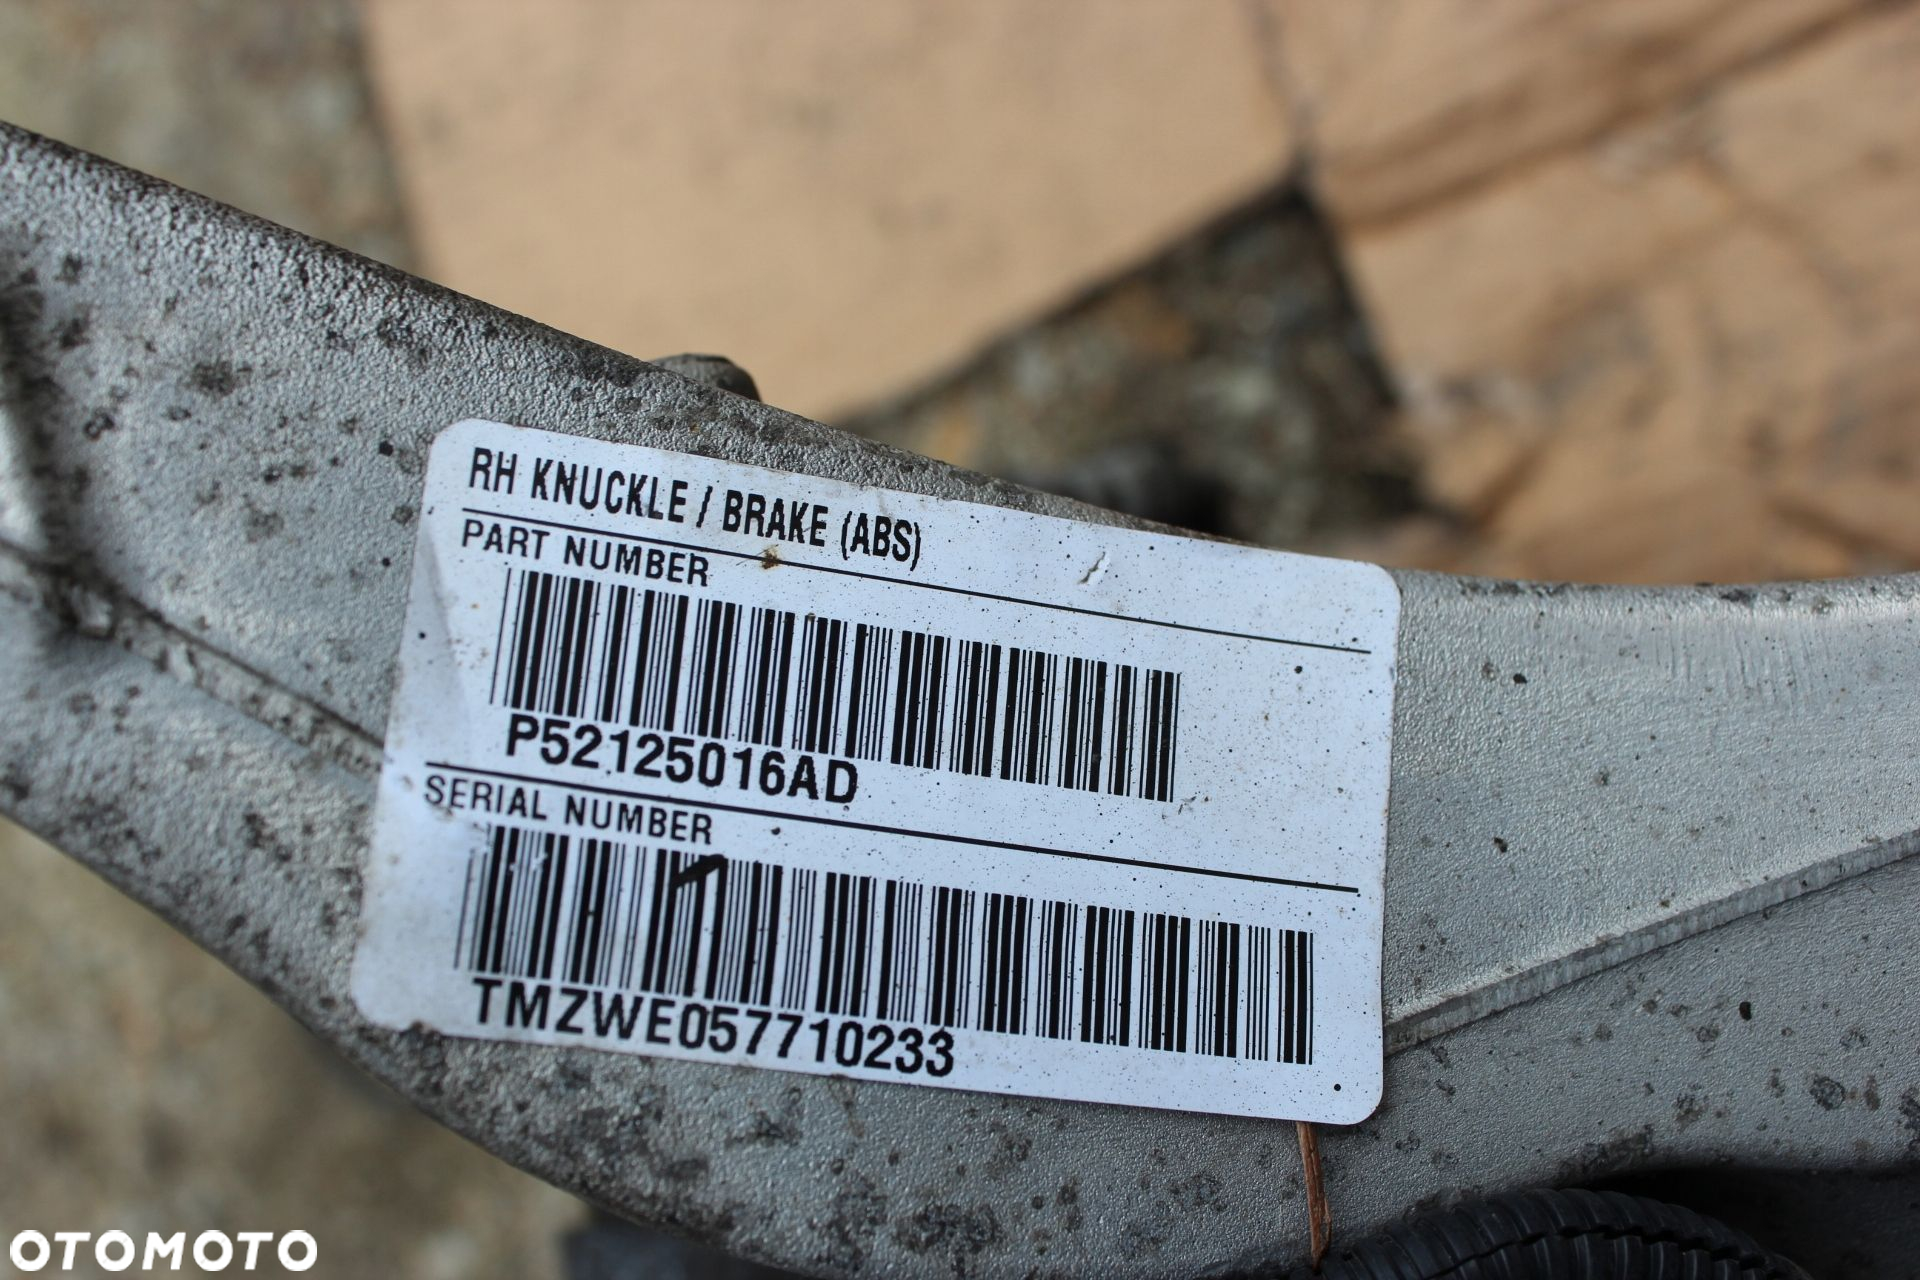 RH KNUCKLE / BRAKE (ABS)
PART NUMBER
P52125016AD
SERIAL NUMBER
TMZWE057710233
OTOMOTO